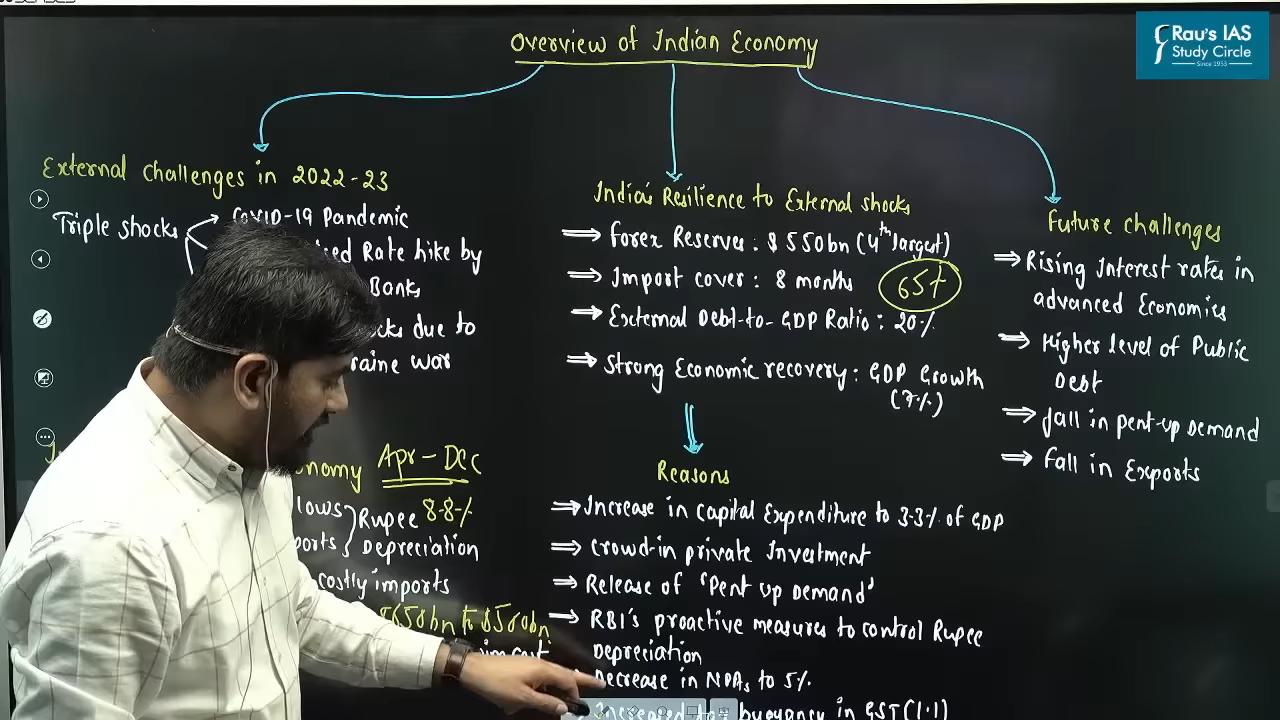 Overview of Indian Economy
Rau's IAS
Study Circle
Since 1953
External challenges in 2022-23
Triple shocks
COVID-19 Pandemic
Rate hike by
Banks
due to
war
Apr - Dec
Rupee 8.8%
Depreciation
costly imports
India's Resilience to External shocks
⇒ Forex Reserves: $550bn (4th largest)
⇒ Import cover: 8 months
65%
⇒ External Debt-to-GDP Ratio: 20%
⇒ Strong Economic recovery: GDP Growth
(7%)
Reasons
⇒ Increase in capital Expenditure to 3.3% of GDP
⇒ Crowd-in private Investment
⇒ Release of 'Pent up Demand'
⇒ RBI's proactive measures to control Rupee
Depreciation
Decrease in NPAs to 5%
buoyancy in GST (1.1)
Future challenges
⇒ Rising Interest rates in
advanced Economies
⇒ Higher level of Public
Debt
⇒ fall in pent-up Demand
⇒ Fall in Exports